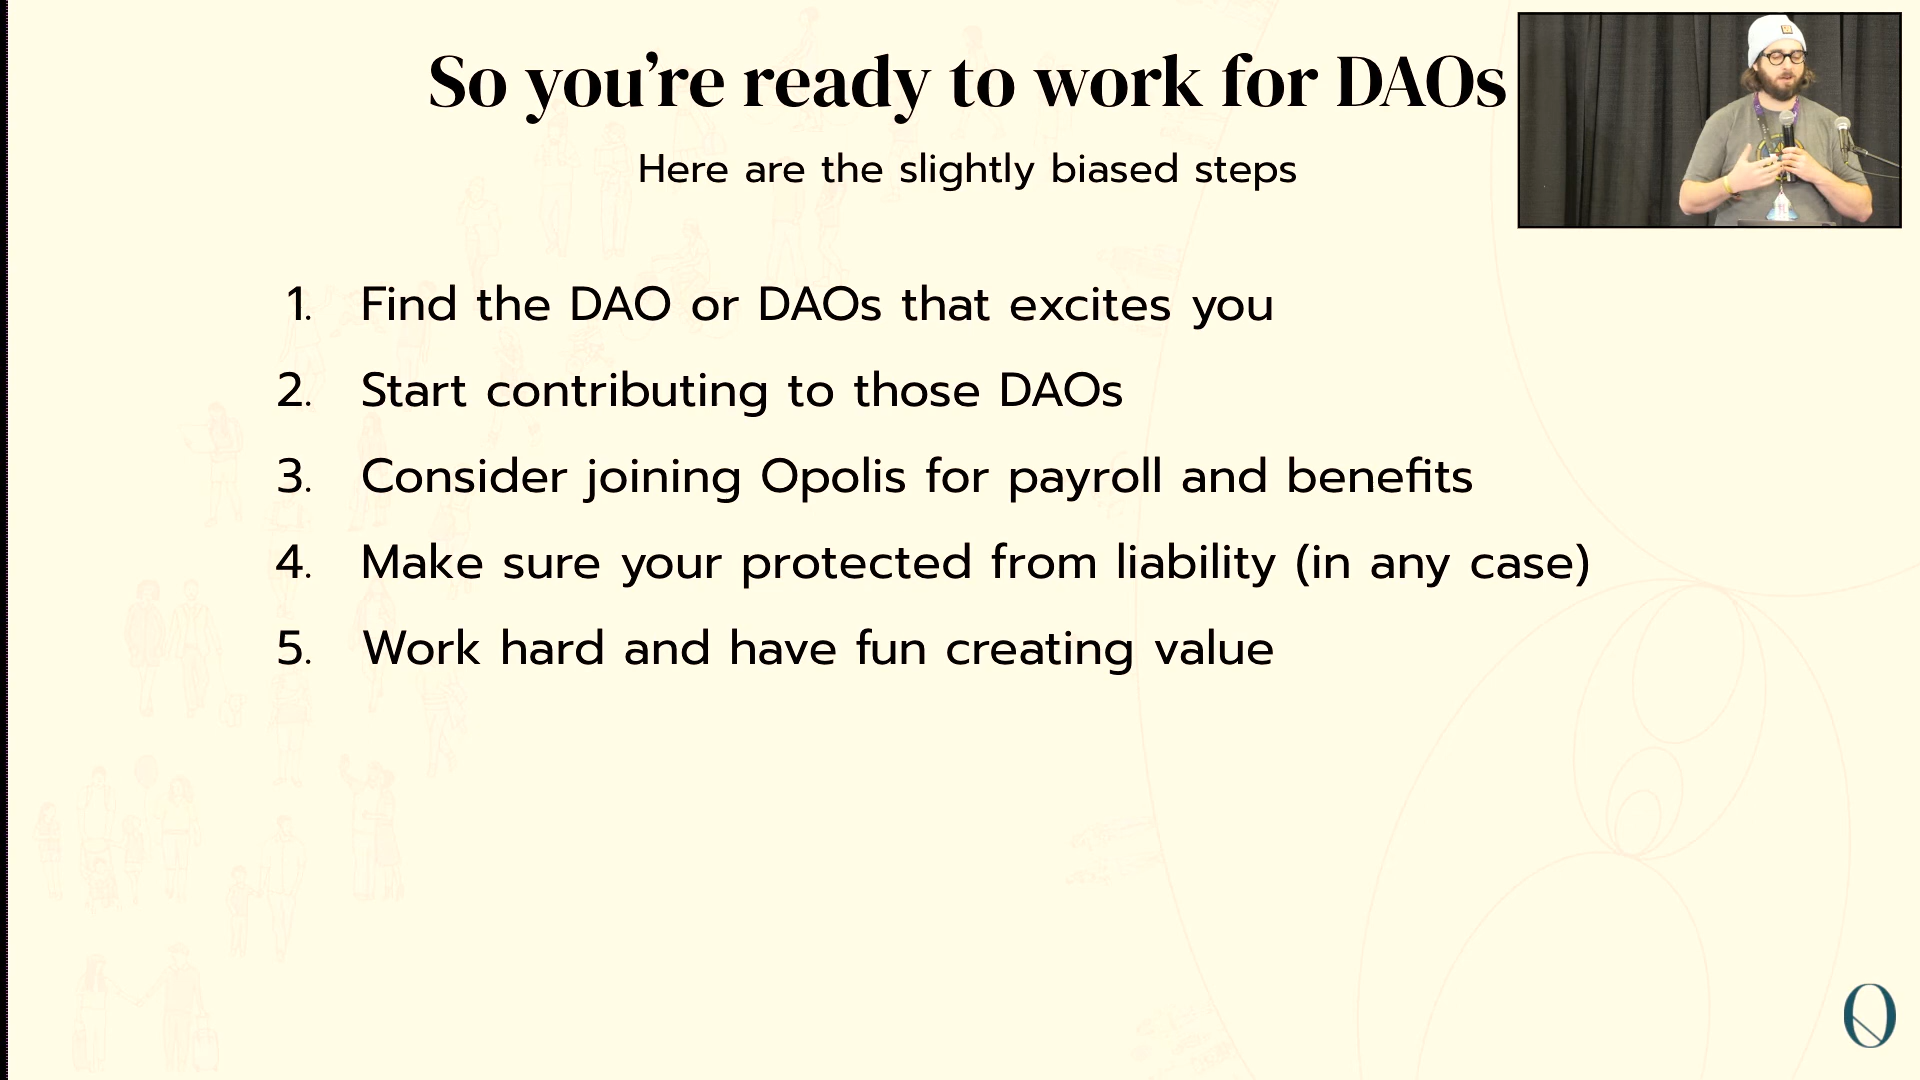 So you’re ready to work for DAOs
Here are the slightly biased steps
1. Find the DAO or DAOs that excites you
2. Start contributing to those DAOs
3. Consider joining Opolis for payroll and benefits
4. Make sure your protected from liability (in any case)
5. Work hard and have fun creating value